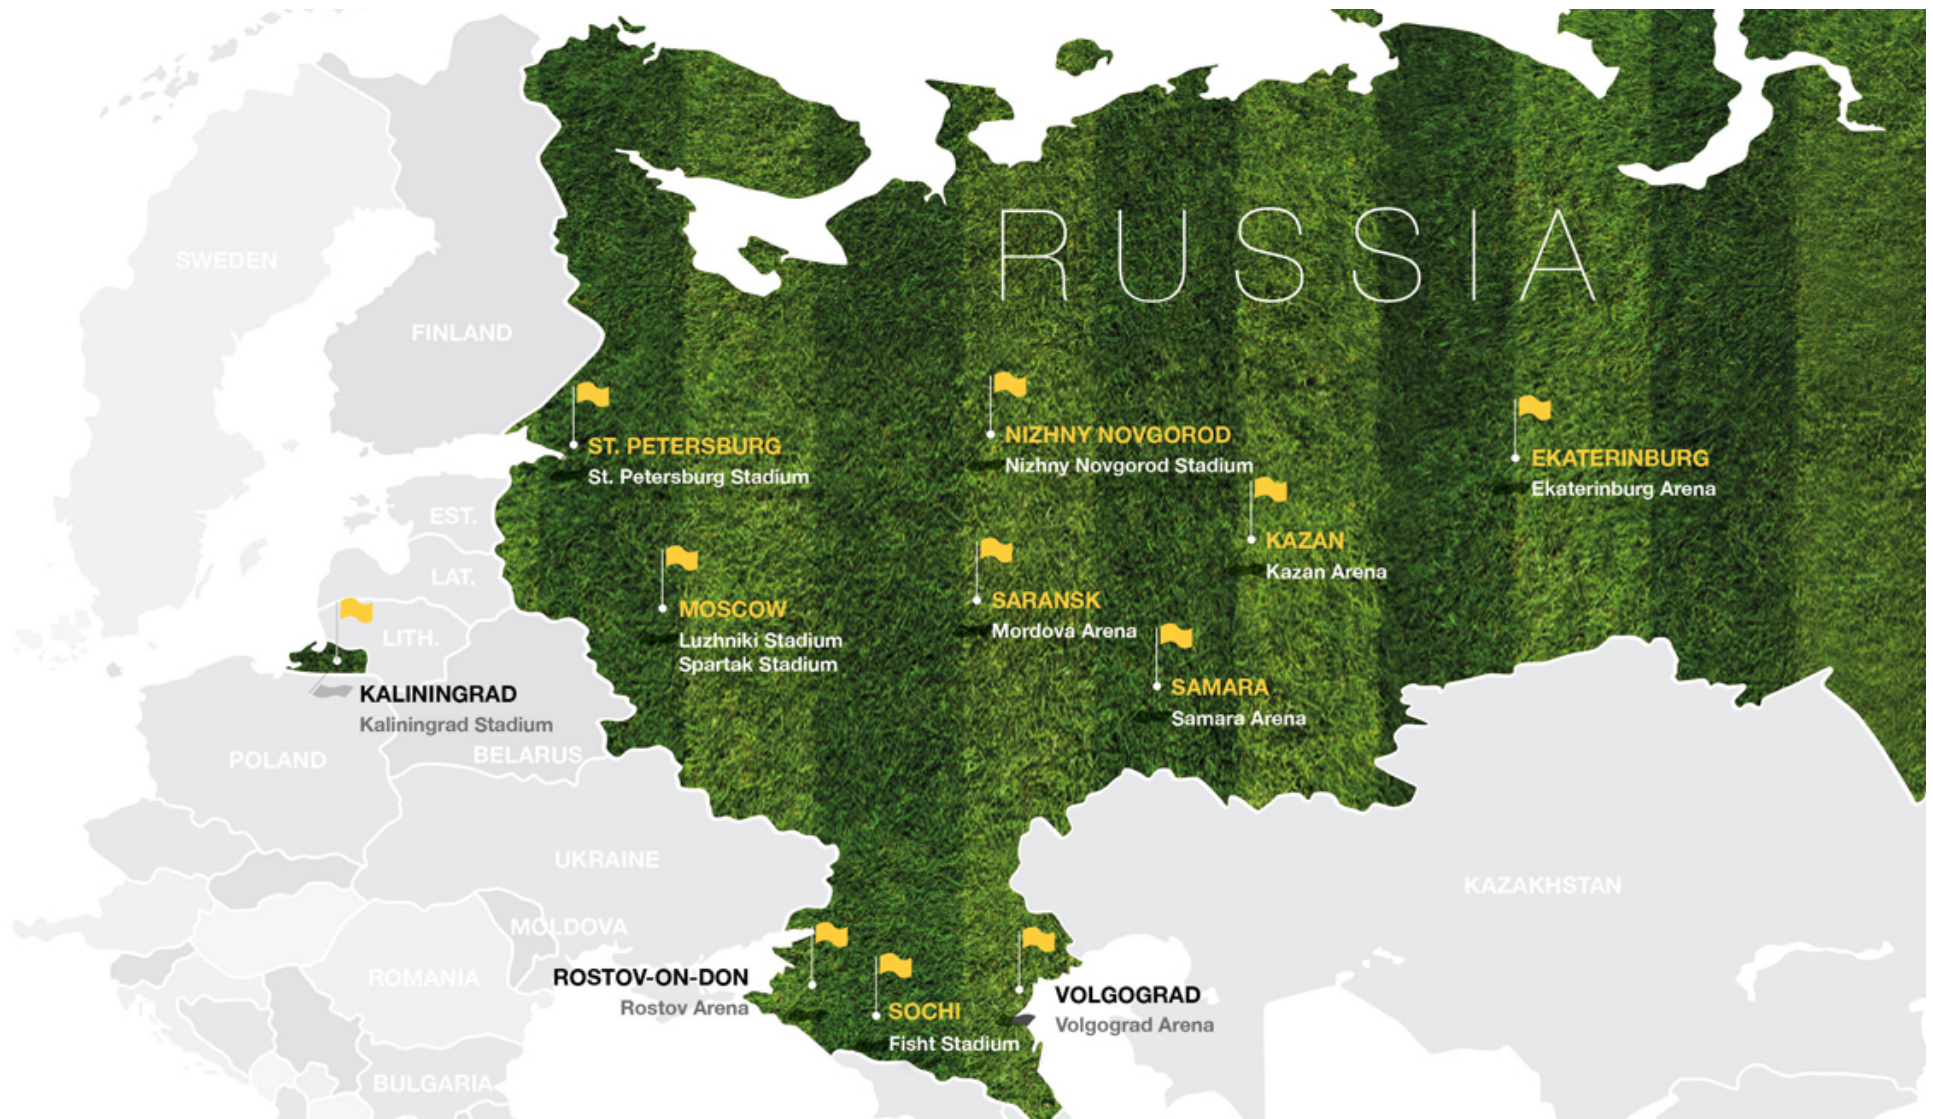 RUSSIA
SWEDEN
FINLAND
ST. PETERSBURG
St. Petersburg Stadium
NIZHNY NOVGOROD
Nizhny Novgorod Stadium
EKATERINBURG
Ekaterinburg Arena
EST.
KAZAN
Kazan Arena
LAT.
MOSCOW
Luzhniki Stadium
Spartak Stadium
SARANSK
Mordova Arena
LITH.
SAMARA
Samara Arena
KALININGRAD
Kaliningrad Stadium
POLAND
BELARUS
UKRAINE
KAZAKHSTAN
MOLDOVA
ROMANIA
ROSTOV-ON-DON
Rostov Arena
SOCHI
Fisht Stadium
VOLGOGRAD
Volgograd Arena
BULGARIA